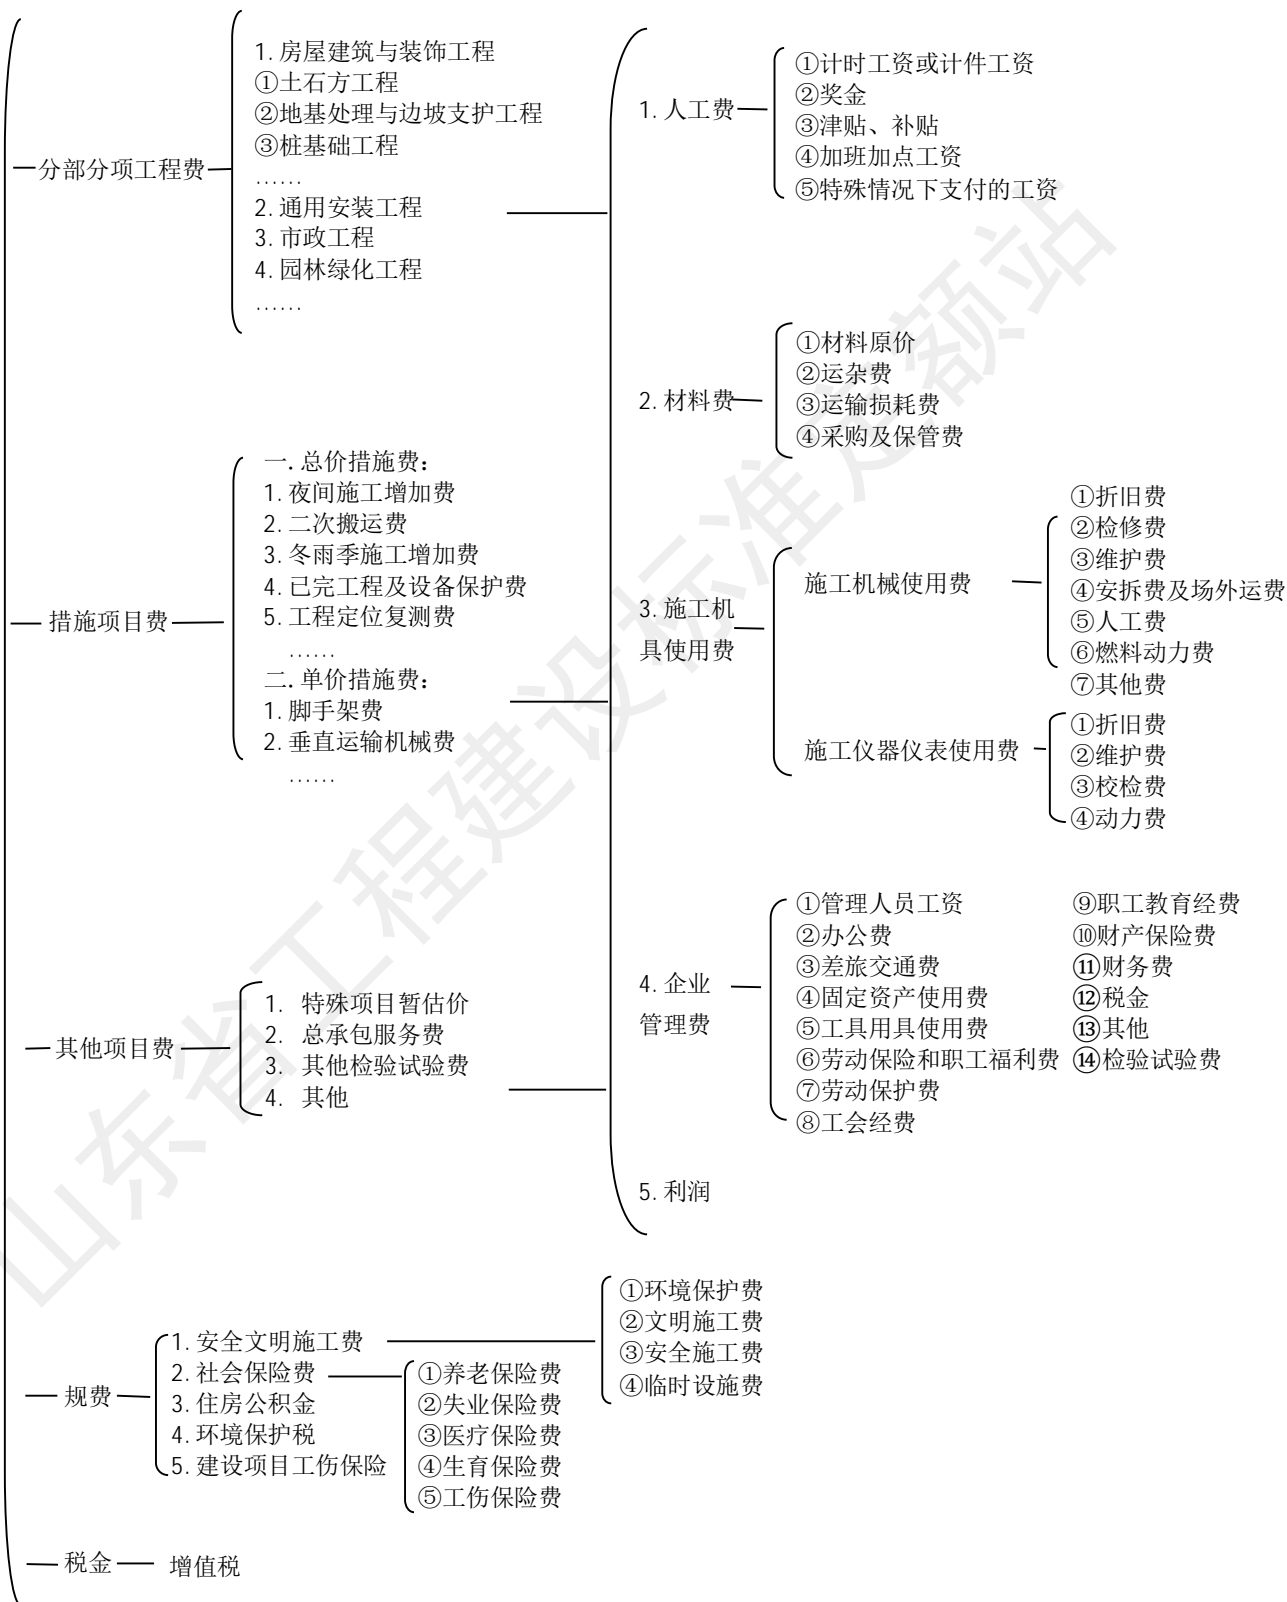 分部分项工程费
1. 房屋建筑与装饰工程
①土石方工程
②地基处理与边坡支护工程
③桩基础工程
......
2. 通用安装工程
3. 市政工程
4. 园林绿化工程
......
措施项目费
一. 总价措施费：
1. 夜间施工增加费
2. 二次搬运费
3. 冬雨季施工增加费
4. 已完工程及设备保护费
5. 工程定位复测费
......
二. 单价措施费：
1. 脚手架费
2. 垂直运输机械费
......
其他项目费
1. 特殊项目暂估价
2. 总承包服务费
3. 其他检验试验费
4. 其他
1. 人工费
①计时工资或计件工资
②奖金
③津贴、补贴
④加班加点工资
⑤特殊情况下支付的工资
2. 材料费
①材料原价
②运杂费
③运输损耗费
④采购及保管费
3. 施工机
具使用费
施工机械使用费
①折旧费
②检修费
③维护费
④安拆费及场外运费
⑤人工费
⑥燃料动力费
⑦其他费
施工仪器仪表使用费
①折旧费
②维护费
③校检费
④动力费
4. 企业
管理费
①管理人员工资
②办公费
③差旅交通费
④固定资产使用费
⑤工具用具使用费
⑥劳动保险和职工福利费
⑦劳动保护费
⑧工会经费
⑨职工教育经费
⑩财产保险费
⑪财务费
⑫税金
⑬其他
⑭检验试验费
5. 利润
规费
1. 安全文明施工费
2. 社会保险费
3. 住房公积金
4. 环境保护税
5. 建设项目工伤保险
①环境保护费
②文明施工费
③安全施工费
④临时设施费
①养老保险费
②失业保险费
③医疗保险费
④生育保险费
⑤工伤保险费
税金
增值税
山东省工程建设标准定额站